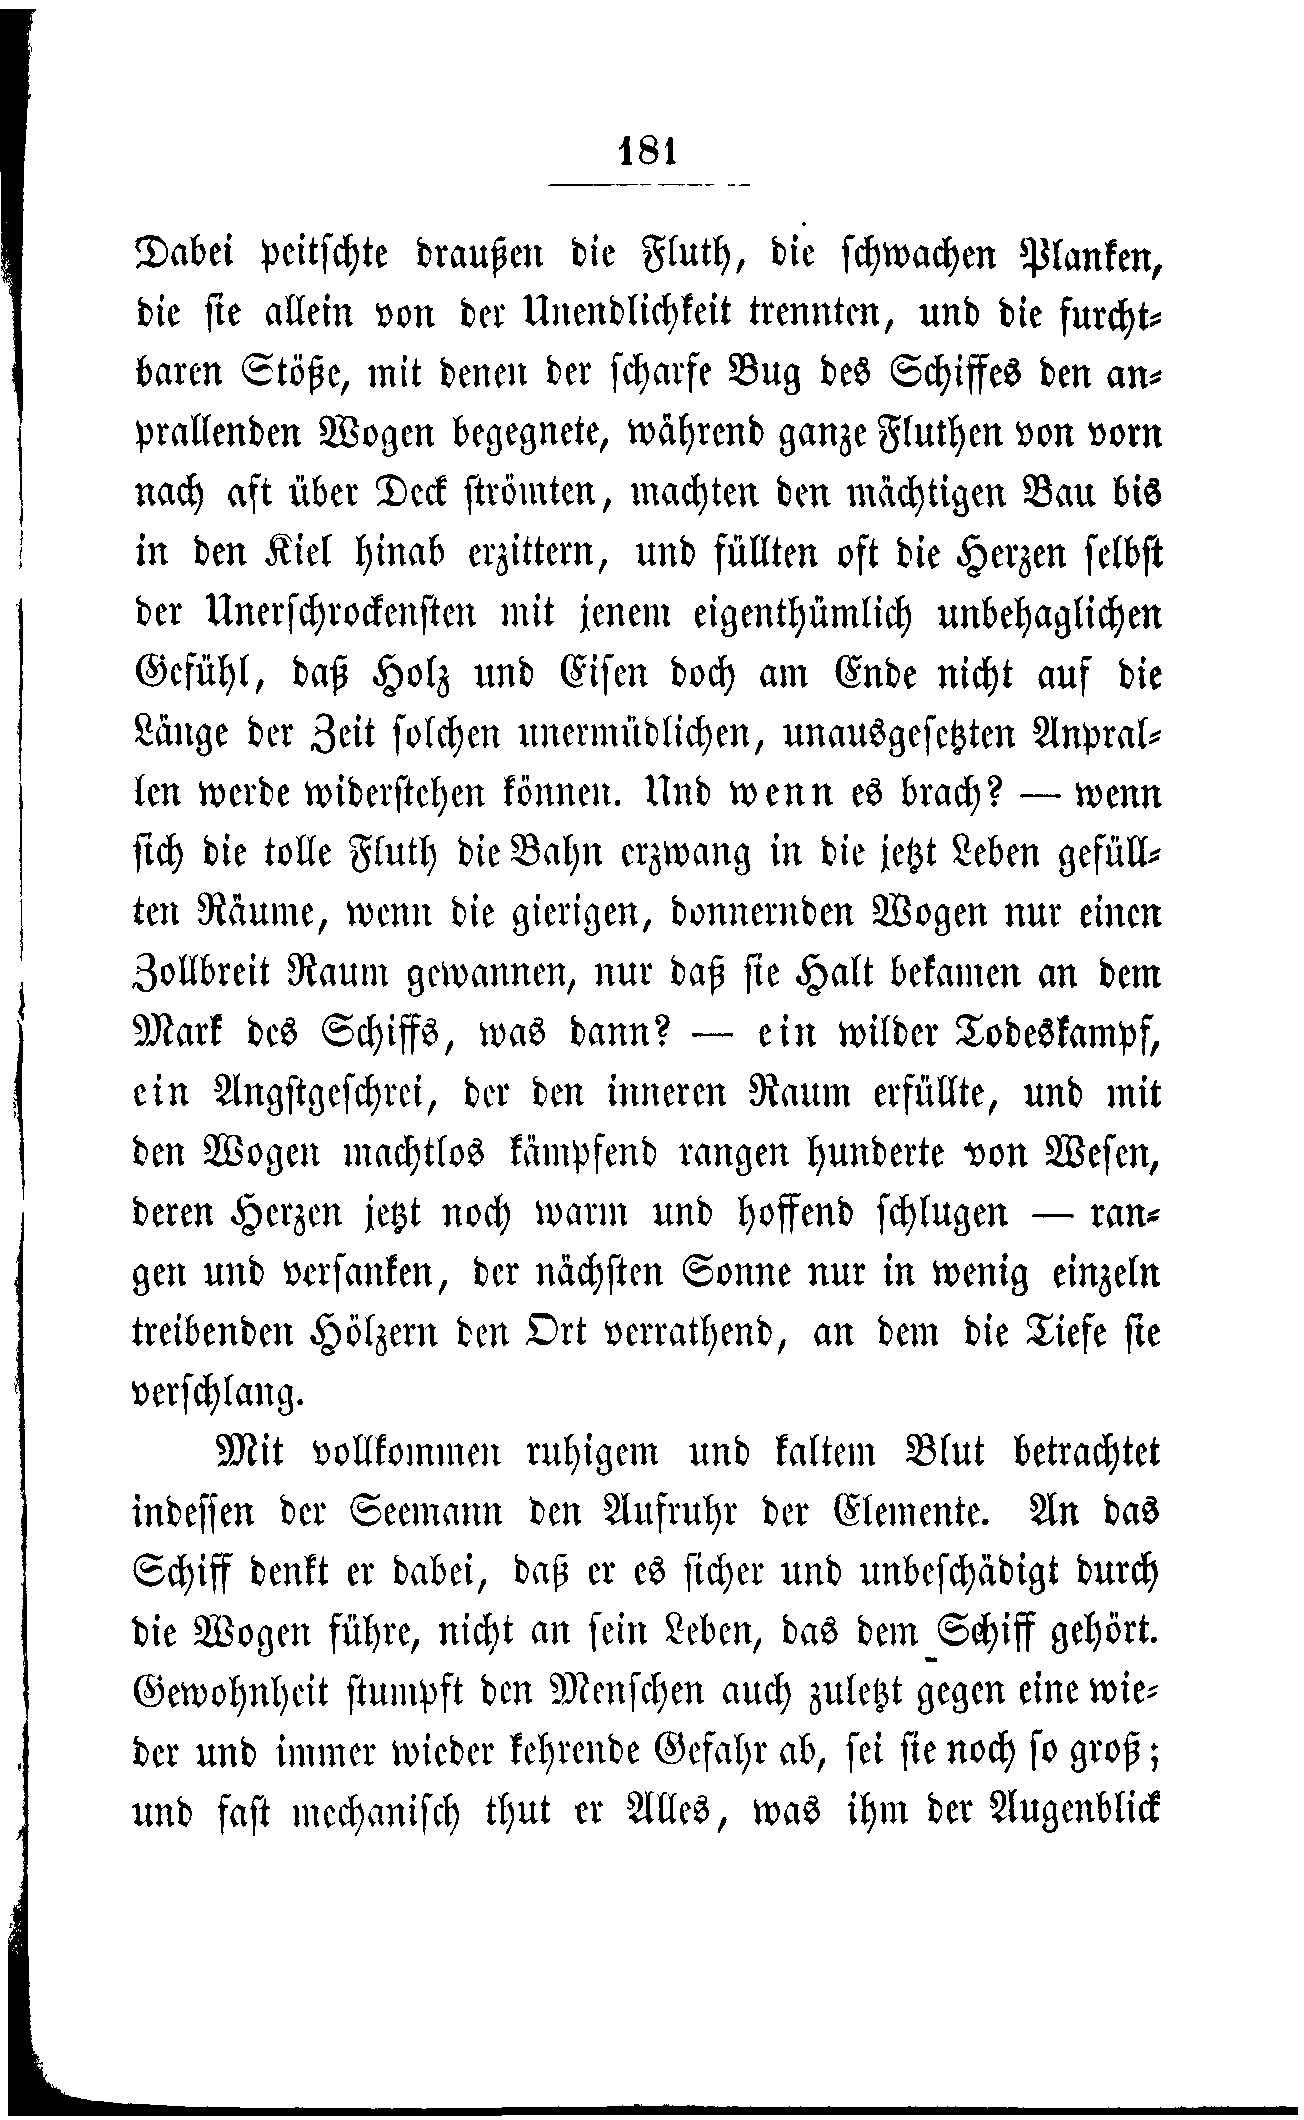 181
Dabei peitschte draußen die Fluth, die schwachen Planken,
die sie allein von der Unendlichkeit trennten, und die furcht-
baren Stöße, mit denen der scharfe Bug des Schiffes den an-
prallenden Wogen begegnete, während ganze Fluthen von vorn
nach aft über Deck strömten, machten den mächtigen Bau bis
in den Kiel hinab erzittern, und füllten oft die Herzen selbst
der Unerschrockensten mit jenem eigenthümlich unbehaglichen
Gefühl, daß Holz und Eisen doch am Ende nicht auf die
Länge der Zeit solchen unermüdlichen, unausgesetzten Anpral-
len werde widerstehen können. Und wenn es brach? — wenn
sich die tolle Fluth die Bahn erzwang in die jetzt Leben gefüll-
ten Räume, wenn die gierigen, donnernden Wogen nur einen
Zollbreit Raum gewannen, nur daß sie Halt bekamen an dem
Mark des Schiffs, was dann? — ein wilder Todeskampf,
ein Angstgeschrei, der den inneren Raum erfüllte, und mit
den Wogen machtlos kämpfend rangen hunderte von Wesen,
deren Herzen jetzt noch warm und hoffend schlugen — ran-
gen und versanken, der nächsten Sonne nur in wenig einzeln
treibenden Hölzern den Ort verrathend, an dem die Tiefe sie
verschlang.
Mit vollkommen ruhigem und kaltem Blut betrachtet
indessen der Seemann den Aufruhr der Elemente. An das
Schiff denkt er dabei, daß er es sicher und unbeschädigt durch
die Wogen führe, nicht an sein Leben, das dem Schiff gehört.
Gewohnheit stumpft den Menschen auch zuletzt gegen eine wie-
der und immer wieder kehrende Gefahr ab, sei sie noch so groß;
und fast mechanisch thut er Alles, was ihm der Augenblick